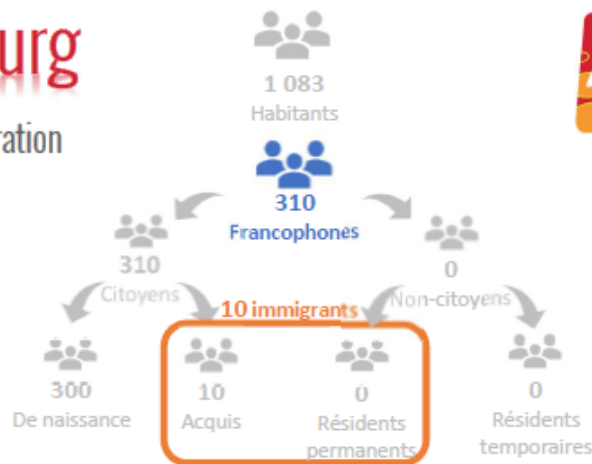 urg
ration
1 083
Habitants
310
Francophones
310
Citoyens
0
Non-citoyens
10 immigrants
300
De naissance
10
Acquis
0
Résidents
permanents
0
Résidents
temporaires